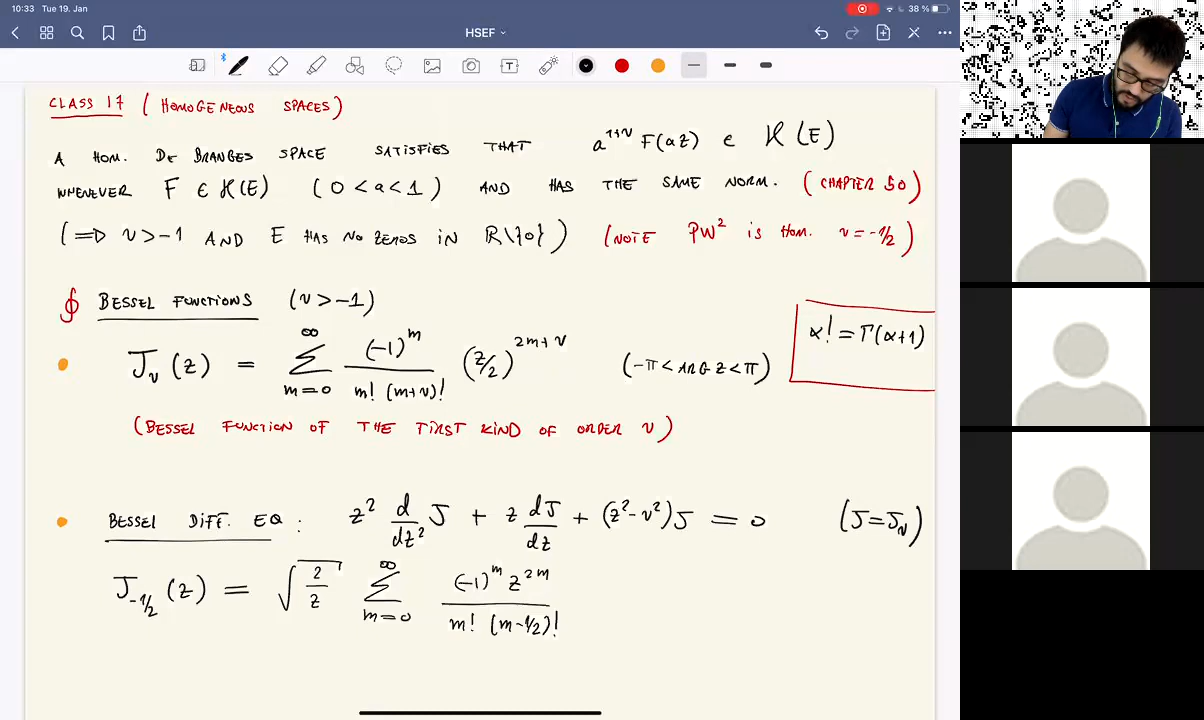 10:33 Tue 19. Jan
38 %
HSEF
CLASS 17 (HOMOGENEOUS SPACES)
A HOM. DE BRANGES SPACE SATISFIES THAT a^{1+ν} F(az) ∈ H(E)
WHENEVER F ∈ H(E) (0 < a < 1) AND HAS THE SAME NORM. (CHAPTER 50)
(⟹ ν > -1 AND E HAS NO ZEROS IN ℝ\{0}) (NOTE PW² IS HOM. ν = -1/2)
∮ BESSEL FUNCTIONS (ν > -1)
α! = Γ(α+1)
• J_ν(z) = ∑_{m=0}^{∞} (-1)^m / (m! (m+ν)!) (z/2)^{2m+ν} (-π < ARG z < π)
(BESSEL FUNCTION OF THE FIRST KIND OF ORDER ν)
• BESSEL DIFF. EQ: z² d/dz² J + z dJ/dz + (z² - ν²) J = 0 (J = J_ν)
J_{-1/2}(z) = √(2/z) ∑_{m=0}^{∞} (-1)^m z^{2m} / (m! (m-1/2)!)